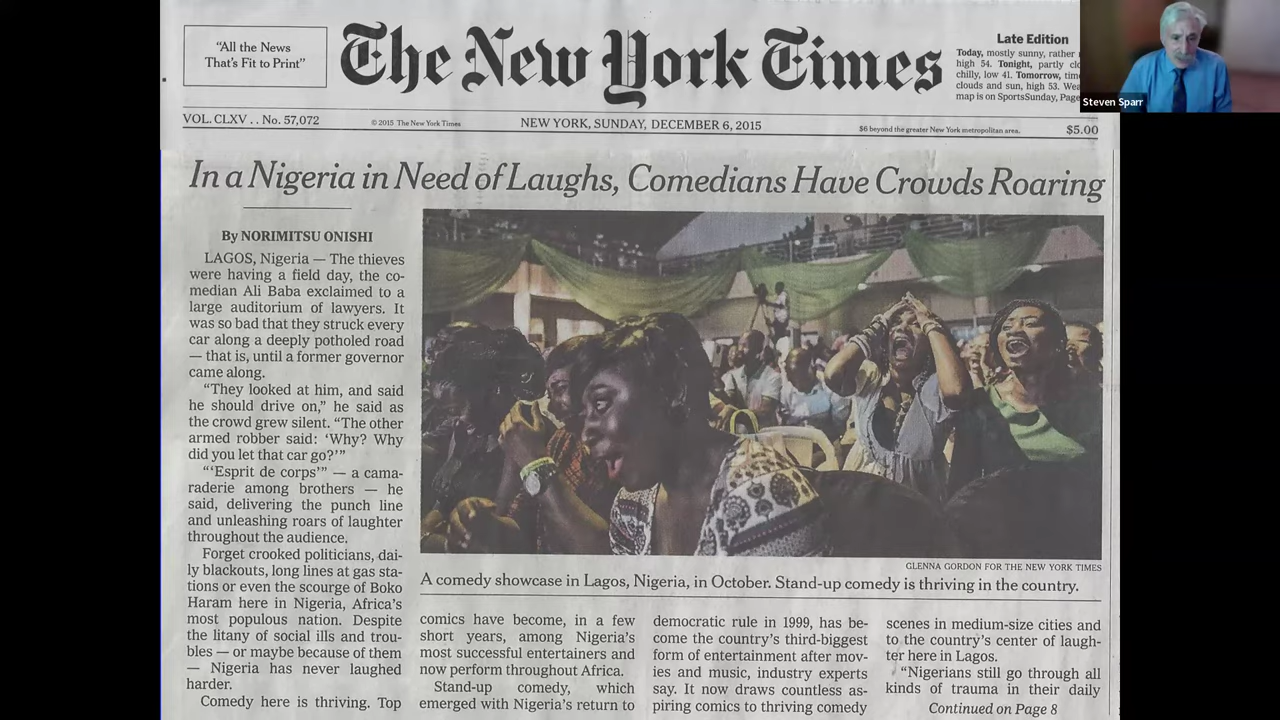 "All the News
That's Fit to Print"
The New York Times
Late Edition
Today, mostly sunny, rather
high 54. Tonight, partly
chilly, low 41. Tomorrow,
clouds and sun, high 53.
map is on SportsSunday,
Steven Sparr
VOL. CLXV . . No. 57,072
© 2015 The New York Times
NEW YORK, SUNDAY, DECEMBER 6, 2015
$6 beyond the greater New York metropolitan area.
$5.00
In a Nigeria in Need of Laughs, Comedians Have Crowds Roaring
By NORIMITSU ONISHI
LAGOS, Nigeria — The thieves
were having a field day, the co-
median Ali Baba exclaimed to a
large auditorium of lawyers. It
was so bad that they struck every
car along a deeply potholed road
— that is, until a former governor
came along.
"They looked at him, and said
he should drive on," he said as
the crowd grew silent. "The other
armed robber said: 'Why? Why
did you let that car go?'"
"'Esprit de corps'" — a cama-
raderie among brothers — he
said, delivering the punch line
and unleashing roars of laughter
throughout the audience.
Forget crooked politicians, dai-
ly blackouts, long lines at gas sta-
tions or even the scourge of Boko
Haram here in Nigeria, Africa's
most populous nation. Despite
the litany of social ills and trou-
bles — or maybe because of them
— Nigeria has never laughed
harder.
Comedy here is thriving. Top
GLENNA GORDON FOR THE NEW YORK TIMES
A comedy showcase in Lagos, Nigeria, in October. Stand-up comedy is thriving in the country.
comics have become, in a few
short years, among Nigeria's
most successful entertainers and
now perform throughout Africa.
Stand-up comedy, which
emerged with Nigeria's return to
democratic rule in 1999, has be-
come the country's third-biggest
form of entertainment after mov-
ies and music, industry experts
say. It now draws countless as-
piring comics to thriving comedy
scenes in medium-size cities and
to the country's center of laugh-
ter here in Lagos.
"Nigerians still go through all
kinds of trauma in their daily
Continued on Page 8